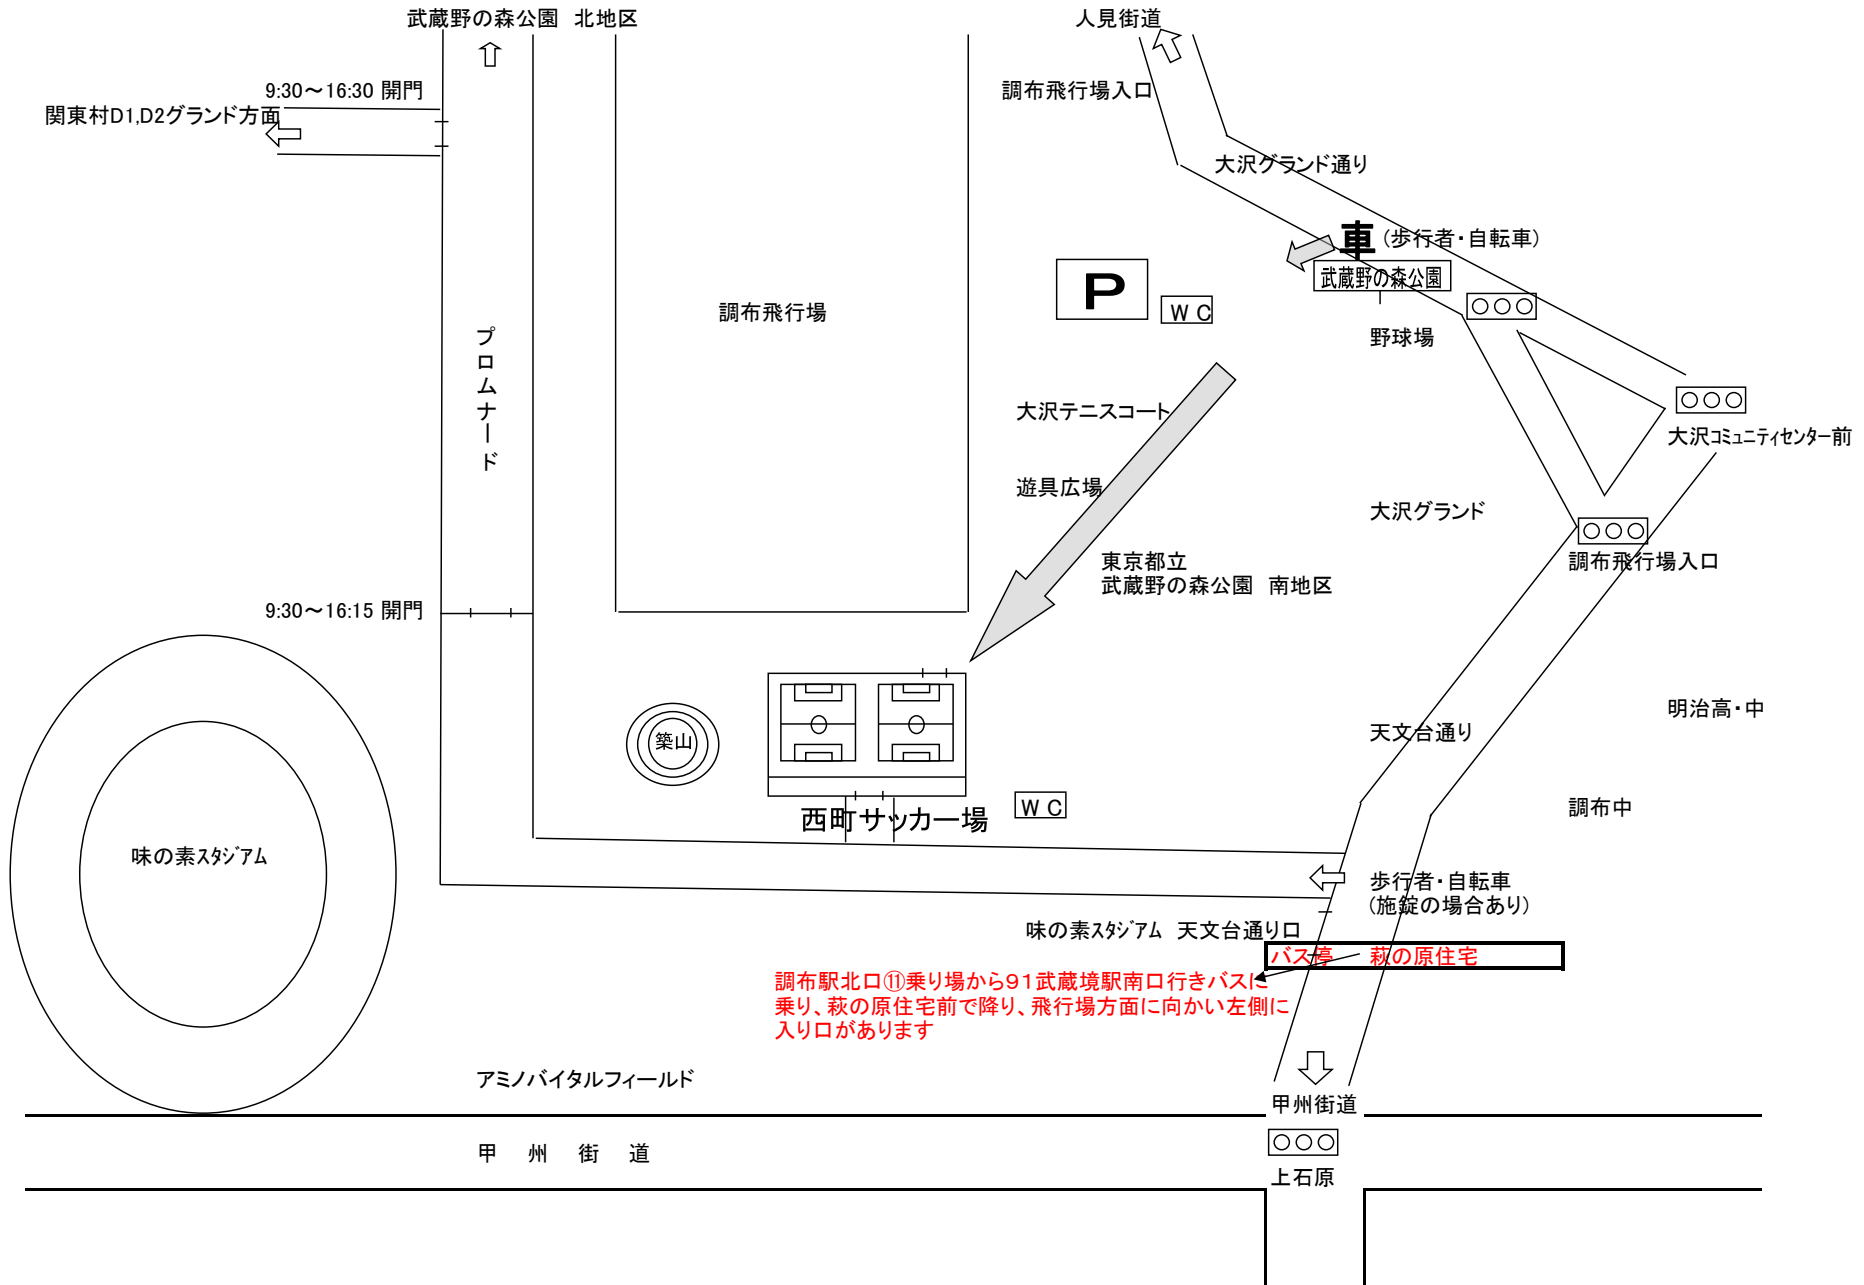 武蔵野の森公園　北地区
人見街道
9:30～16:30 開門
調布飛行場入口
関東村D1,D2グランド方面
大沢グランド通り
車 (歩行者・自転車)
武蔵野の森公園
P
ＷＣ
調布飛行場
プロムナード
野球場
大沢テニスコート
大沢ｺﾐｭﾆﾃｨｾﾝﾀｰ前
遊具広場
大沢グランド
東京都立
武蔵野の森公園　南地区
調布飛行場入口
9:30～16:15 開門
明治高・中
築山
天文台通り
西町サッカー場
ＷＣ
調布中
味の素ｽﾀｼﾞｱﾑ
歩行者・自転車
(施錠の場合あり)
味の素ｽﾀｼﾞｱﾑ　天文台通り口
バス停　萩の原住宅
調布駅北口⑪乗り場から９１武蔵境駅南口行きバスに
乗り、萩の原住宅前で降り、飛行場方面に向かい左側に
入り口があります
アミノバイタルフィールド
甲州街道
甲　州　街　道
上石原